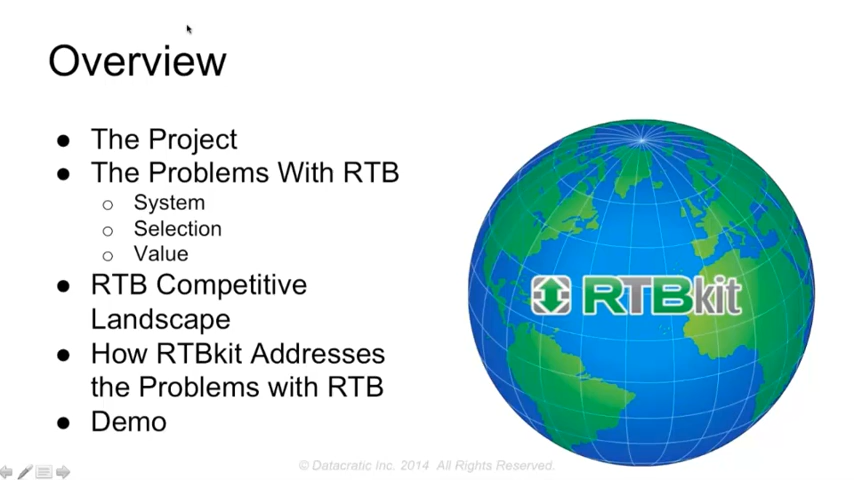 Overview
● The Project
● The Problems With RTB
○ System
○ Selection
○ Value
● RTB Competitive
Landscape
● How RTBkit Addresses
the Problems with RTB
● Demo
RTBkit
© Datacratic Inc. 2014 All Rights Reserved.